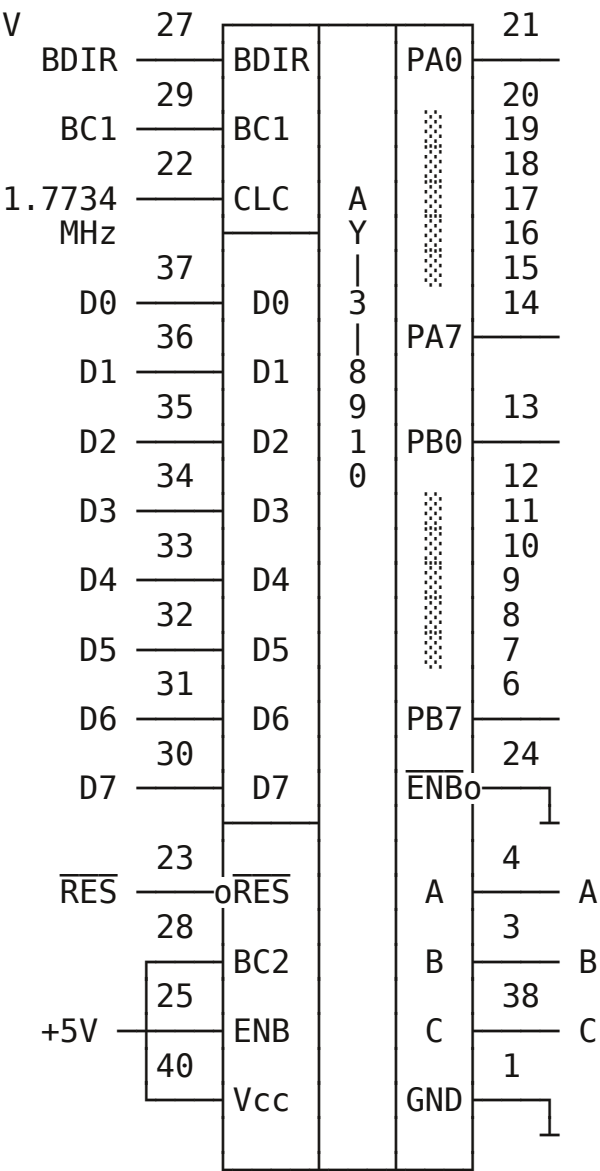 V 27 21
BDIR BDIR PA0
29 20
BC1 BC1 19
22 18
1.7734 CLC A 17
MHz Y 16
37 | 15
D0 D0 3 14
36 | PA7
D1 D1 8
35 9 13
D2 D2 1 PB0
34 0 12
D3 D3 11
33 10
D4 D4 9
32 8
D5 D5 7
31 6
D6 D6 PB7
30 24
D7 D7 E̅N̅B̅o
23 4
R̅E̅S̅ oR̅E̅S̅ A A
28 3
BC2 B B
25 38
+5V ENB C C
40 1
Vcc GND